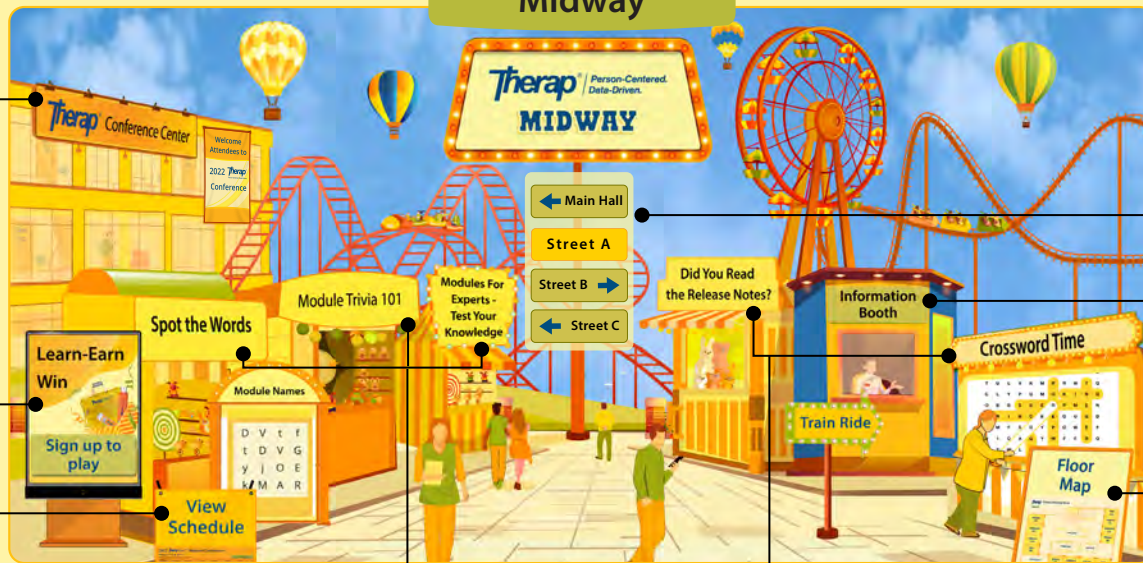 Midway
Therap® Person-Centered.
Data-Driven.
MIDWAY
Therap Conference Center
Welcome
Attendees to
2022 Therap
Conference
Main Hall
Street A
Street B
Street C
Did You Read
the Release Notes?
Information
Booth
Module Trivia 101
Modules For
Experts -
Test Your
Knowledge
Spot the Words
Crossword Time
Learn-Earn
Win
Sign up to
play
Module Names
D V t f
t D V G
y j O E
k M A R
Train Ride
View
Schedule
Floor
Map